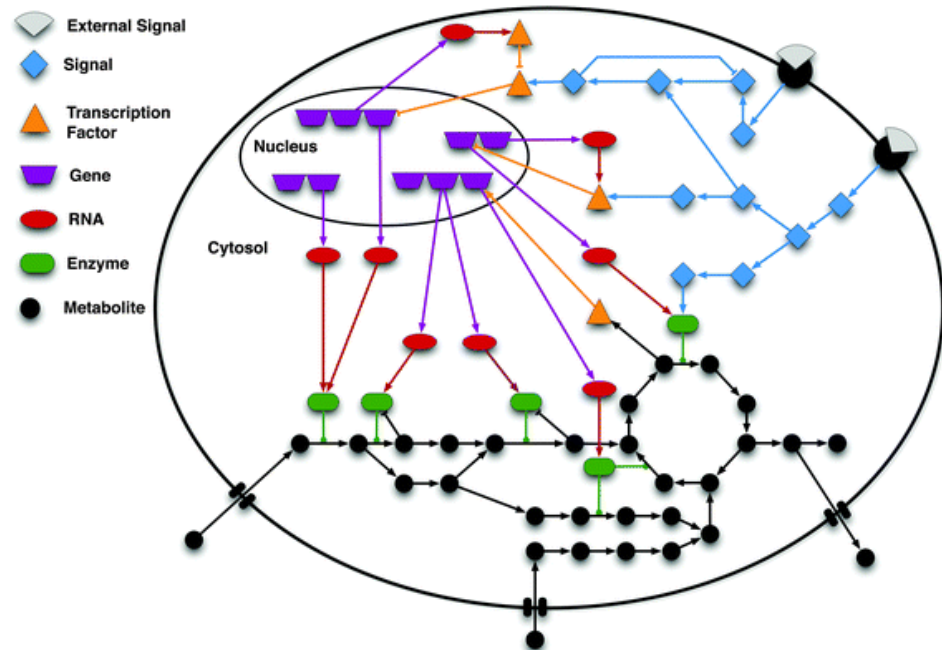 External Signal
Signal
Transcription
Factor
Gene
RNA
Enzyme
Metabolite
Nucleus
Cytosol